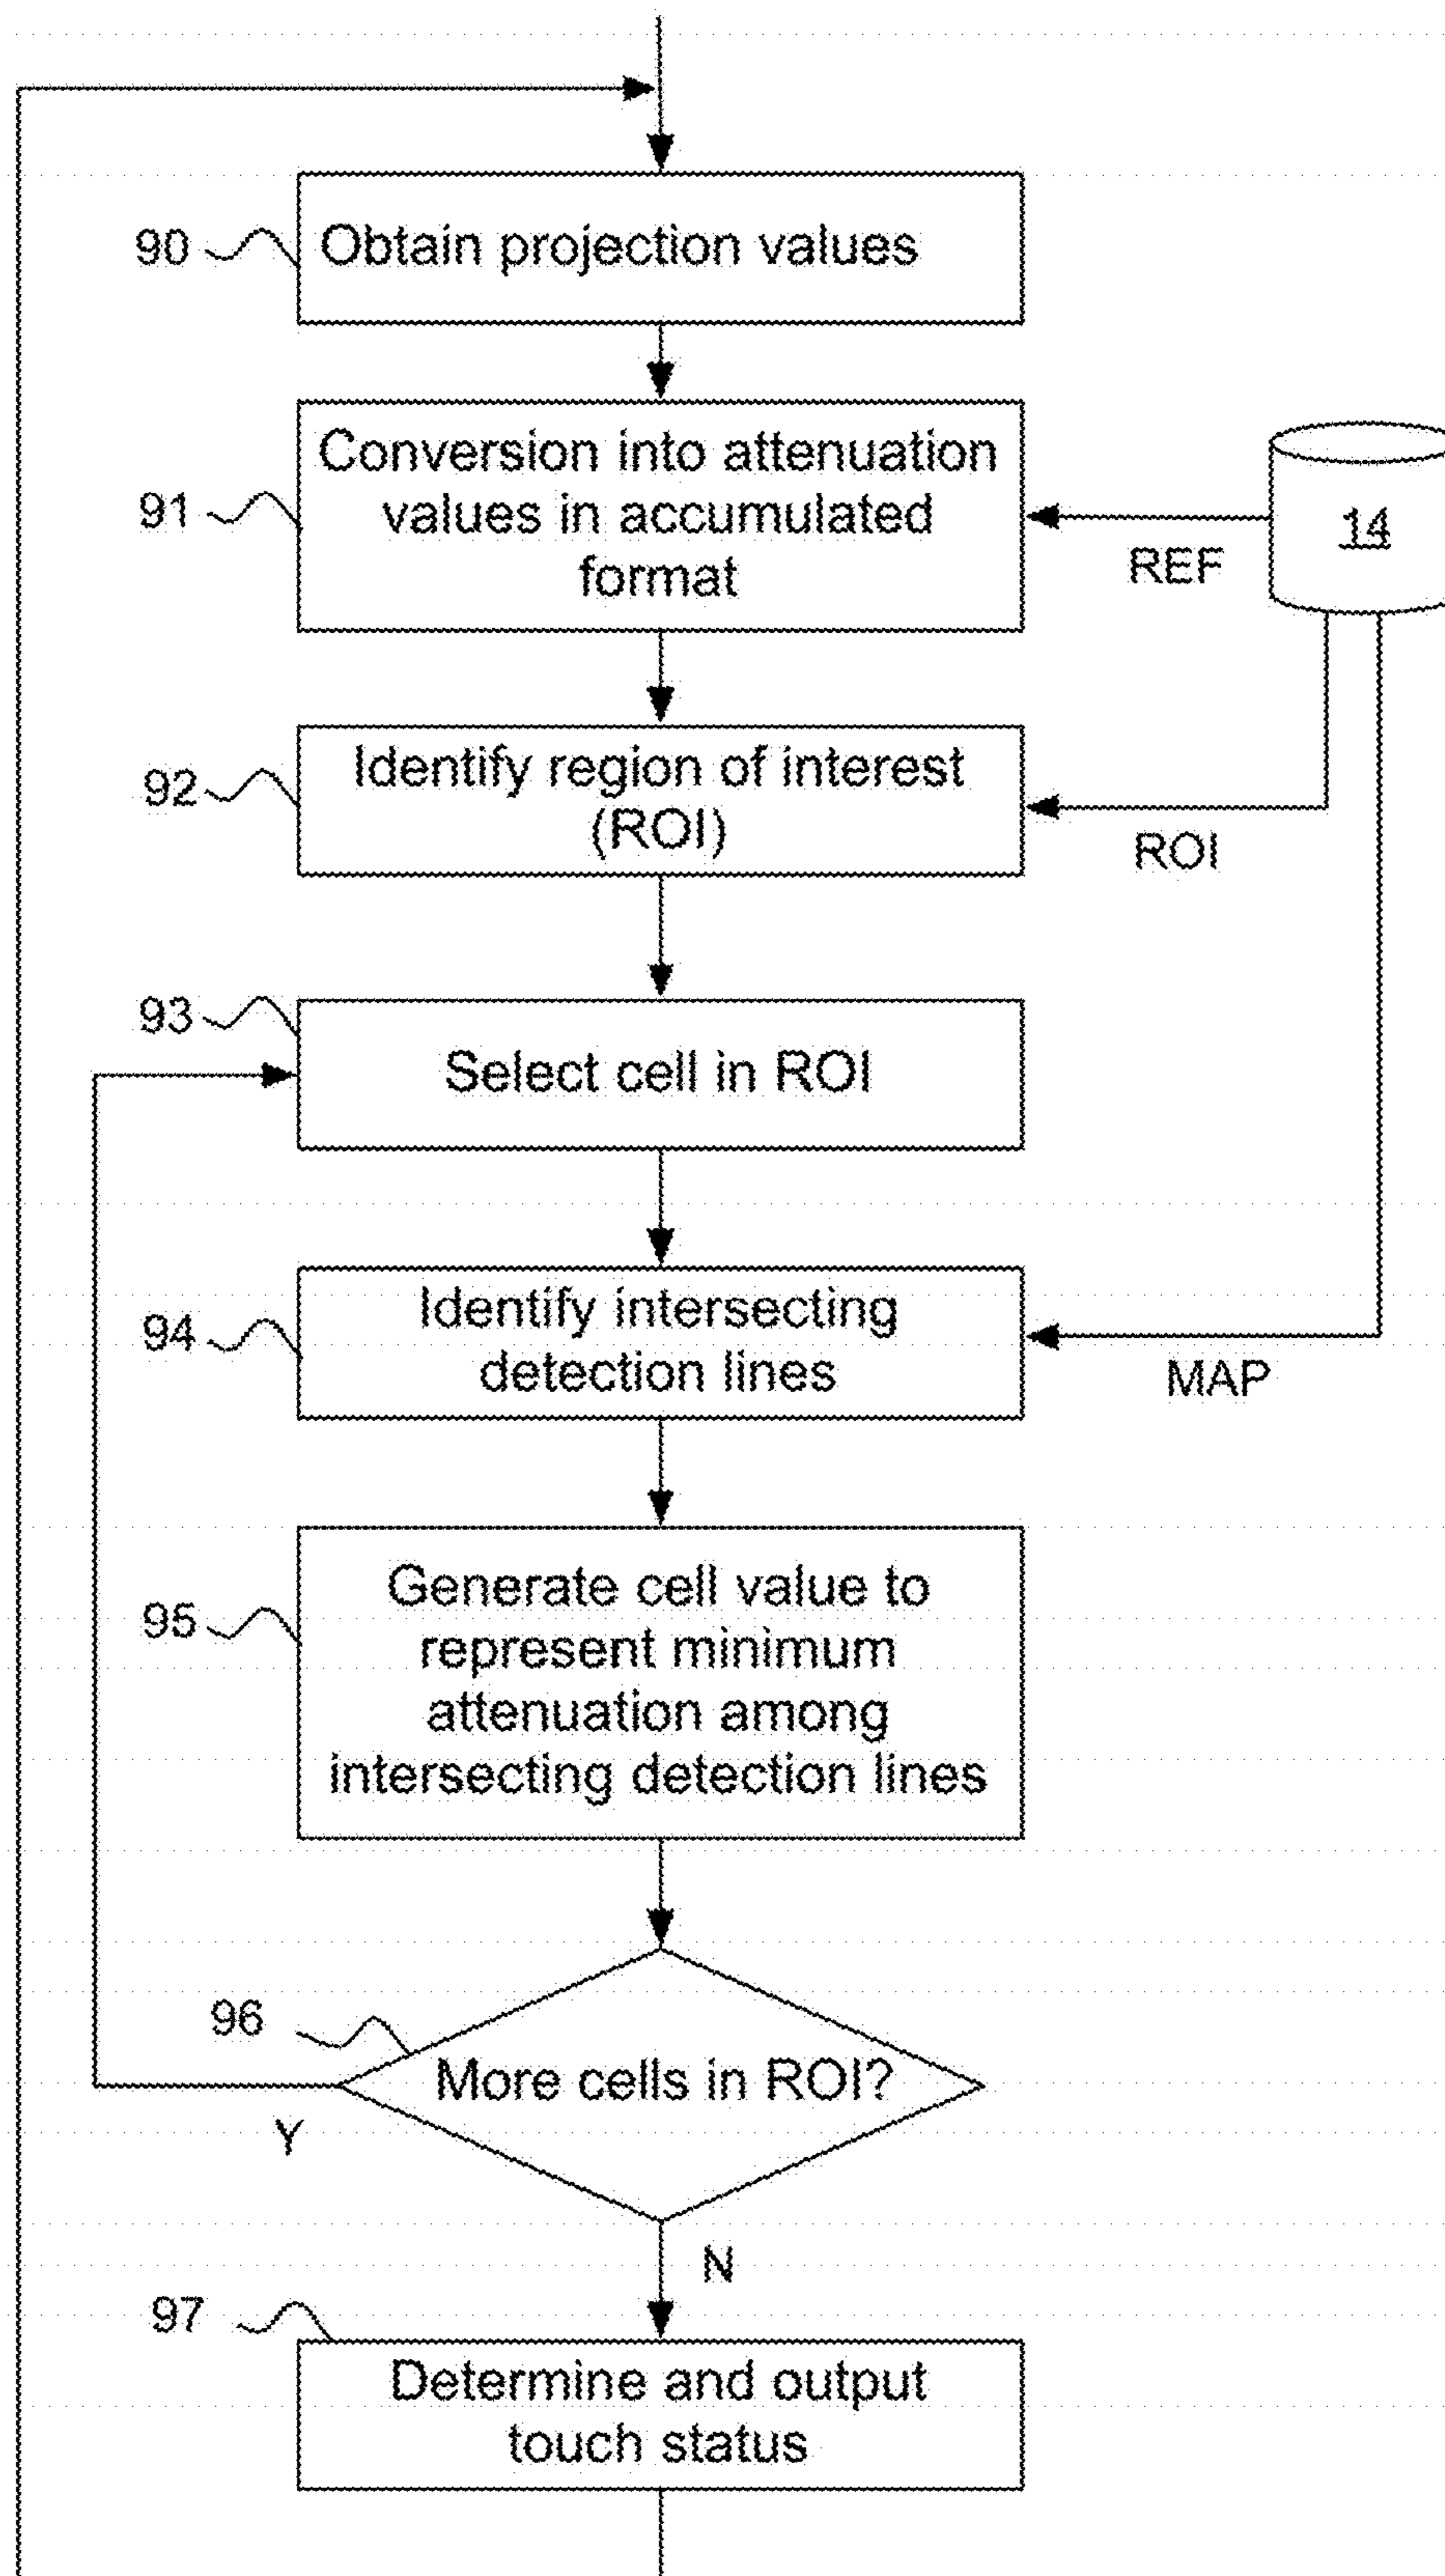 90
Obtain projection values
Conversion into attenuation
values in accumulated
format
91
14
REF
Identify region of interest
(ROI)
92
ROI
93
Select cell in ROI
Identify intersecting
detection lines
94
MAP
Generate cell value to
represent minimum
attenuation among
intersecting detection lines
95
96
More cells in ROI?
Y
N
97
Determine and output
touch status